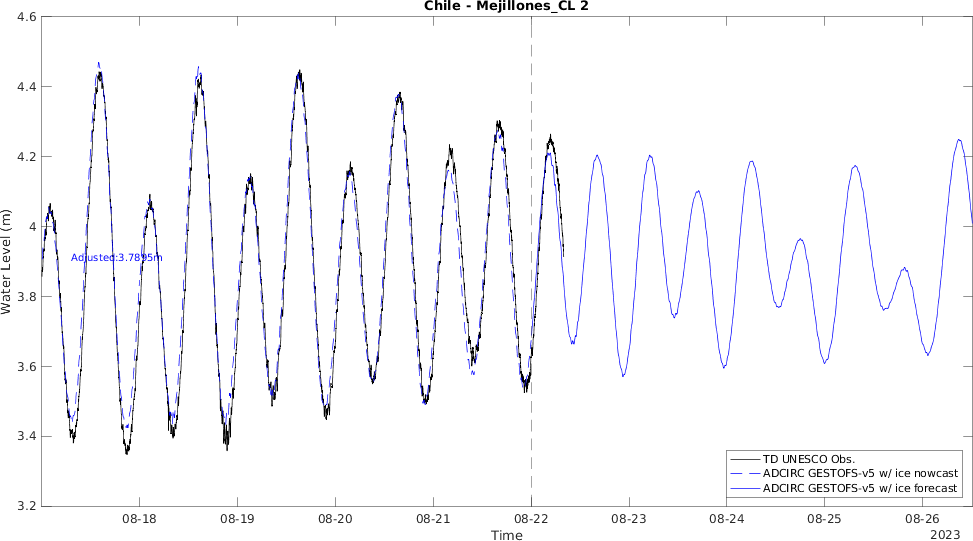 Chile - Mejillones_CL 2
4.6
4.4
4.2
4
3.8
3.6
3.4
3.2
Water Level (m)
Adjusted:3.7895m
TD UNESCO Obs.
ADCIRC GESTOFS-v5 w/ ice nowcast
ADCIRC GESTOFS-v5 w/ ice forecast
08-18 08-19 08-20 08-21 08-22 08-23 08-24 08-25 08-26
Time
2023